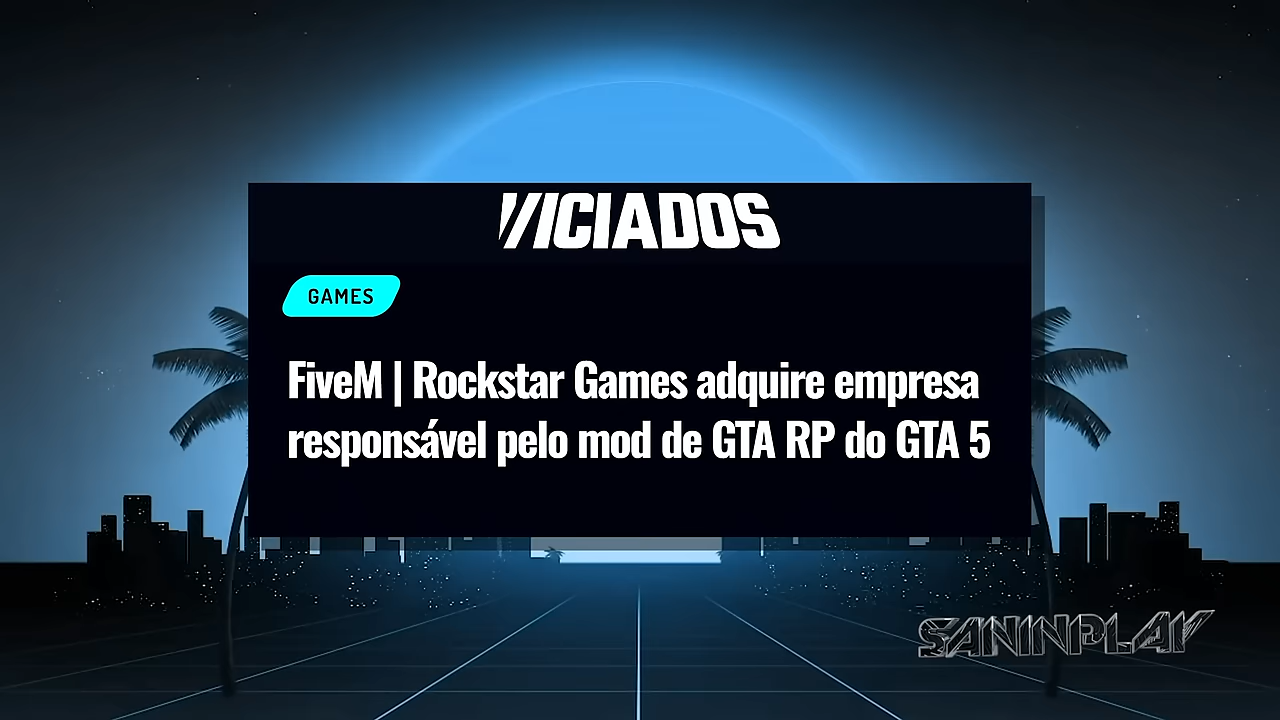 VICIADOS
GAMES
FiveM | Rockstar Games adquire empresa
responsável pelo mod de GTA RP do GTA 5
SANINPLAY